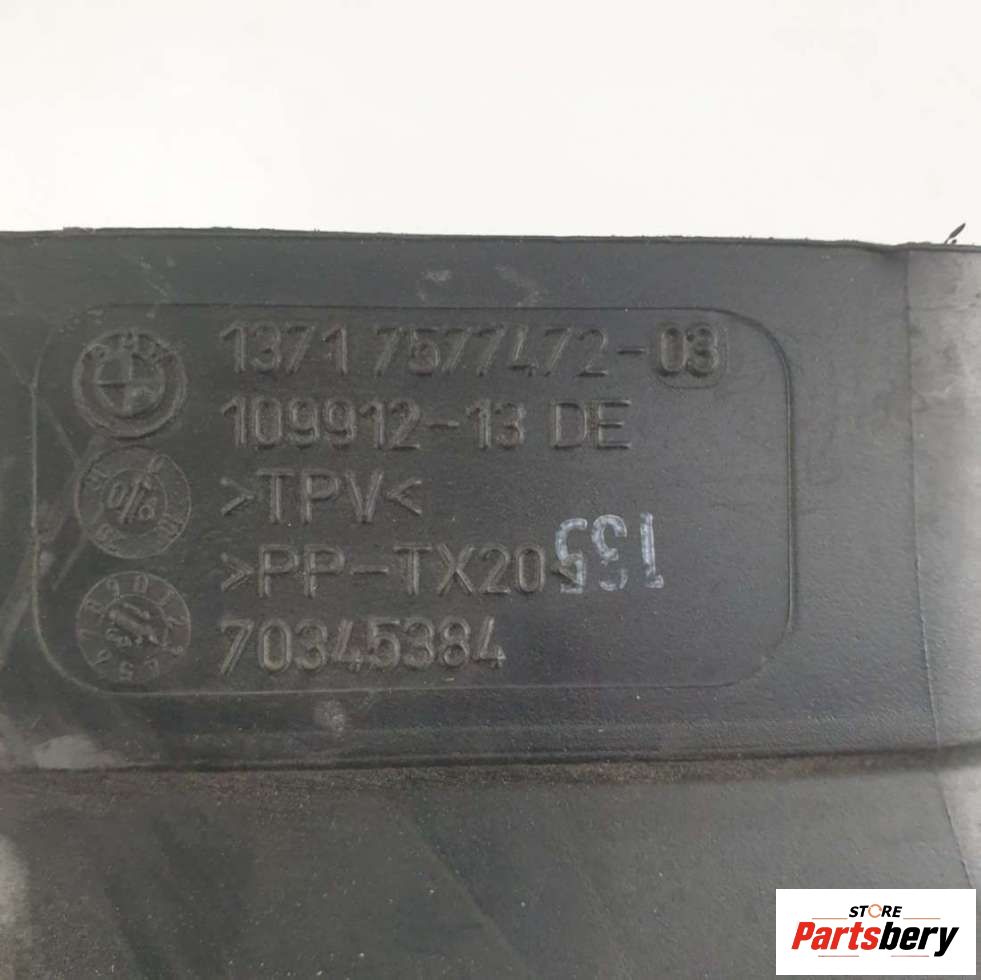 1371 7577472-03
109912-13 DE
>TPV<
>PP-TX20
135
70345384
STORE
Partsbery